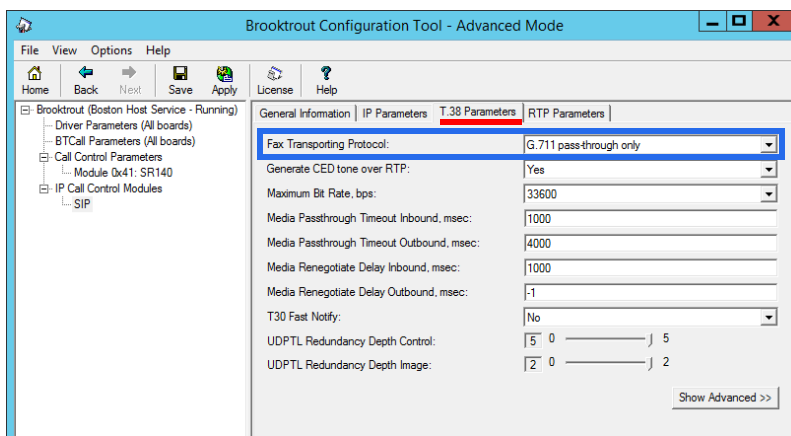 Brooktrout Configuration Tool - Advanced Mode
File View Options Help
Home Back Next Save Apply License Help
Brooktrout (Boston Host Service - Running)
Driver Parameters (All boards)
BTCall Parameters (All boards)
Call Control Parameters
Module 0x41: SR140
IP Call Control Modules
SIP
General Information IP Parameters T.38 Parameters RTP Parameters
Fax Transporting Protocol: G.711 pass-through only
Generate CED tone over RTP: Yes
Maximum Bit Rate, bps: 33600
Media Passthrough Timeout Inbound, msec: 1000
Media Passthrough Timeout Outbound, msec: 4000
Media Renegotiate Delay Inbound, msec: 1000
Media Renegotiate Delay Outbound, msec: -1
T30 Fast Notify: No
UDPTL Redundancy Depth Control: 5 0 5
UDPTL Redundancy Depth Image: 2 0 2
Show Advanced >>